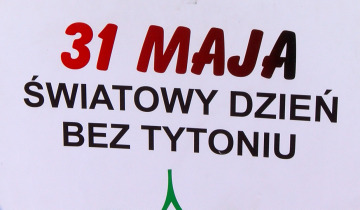 31 MAJA
ŚWIATOWY DZIEŃ
BEZ TYTONIU